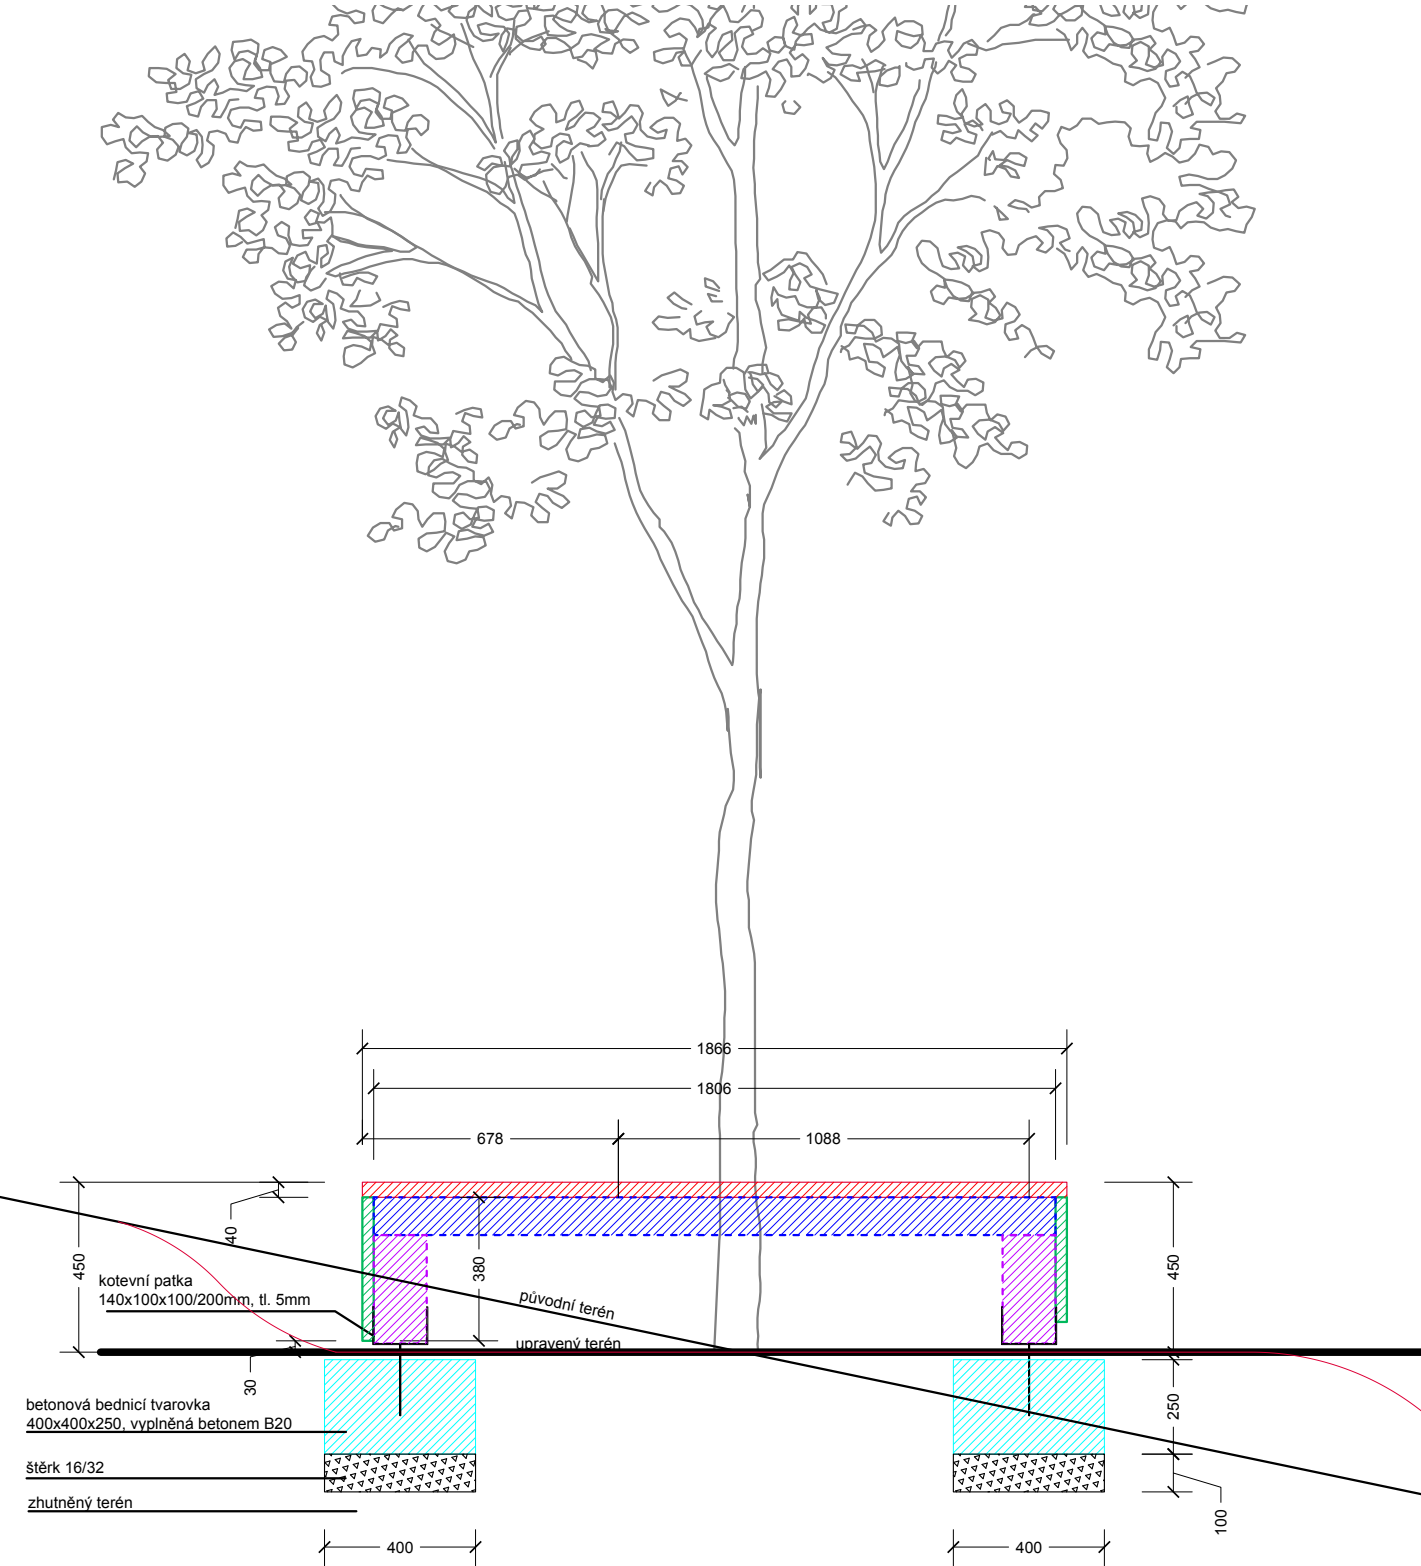 1866
1806
678
1088
40
450
380
450
kotevní patka
140x100x100/200mm, tl. 5mm
původní terén
upravený terén
30
betonová bednicí tvarovka
400x400x250, vyplněná betonem B20
250
štěrk 16/32
zhutněný terén
100
400
400